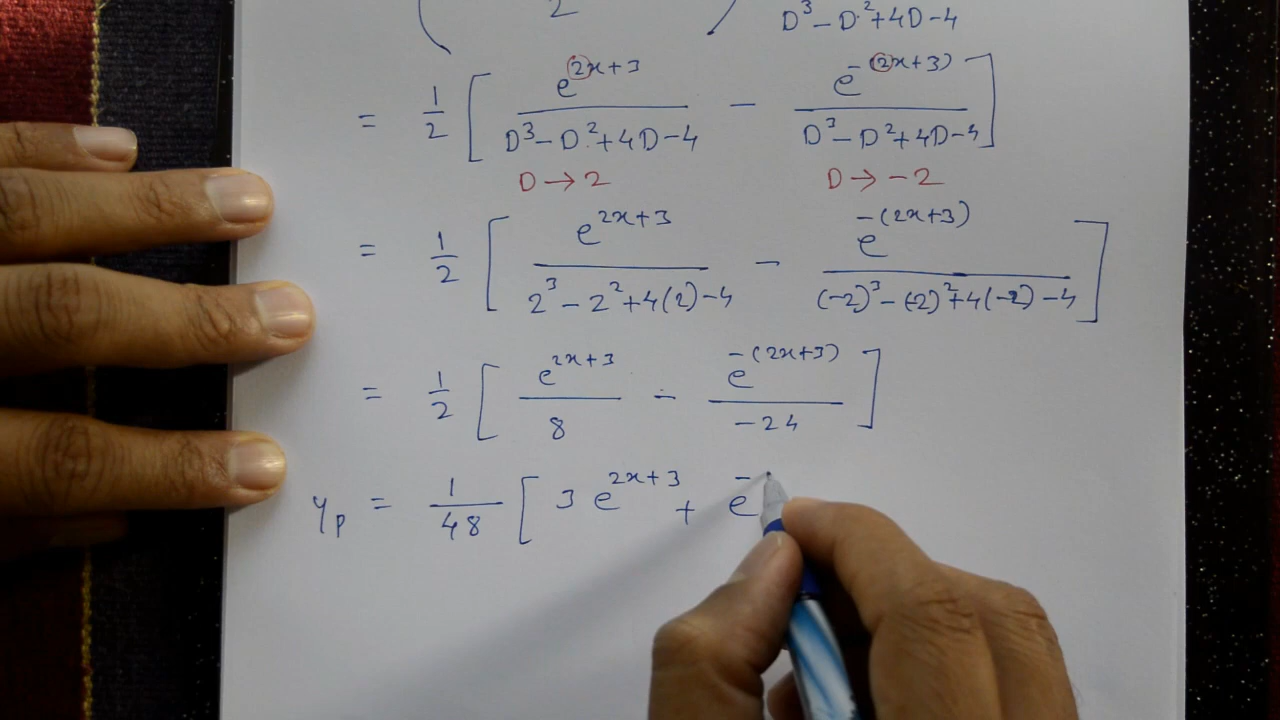 2 D³-D²+4D-4
= 1/2 [ e^(2x+3) / (D³-D²+4D-4) - e^-(2x+3) / (D³-D²+4D-4) ]
D → 2 D → -2
= 1/2 [ e^(2x+3) / (2³-2²+4(2)-4) - e^-(2x+3) / ((-2)³-(-2)²+4(-2)-4) ]
= 1/2 [ e^(2x+3) / 8 - e^-(2x+3) / -24 ]
y_p = 1/48 [ 3 e^(2x+3) + e^-